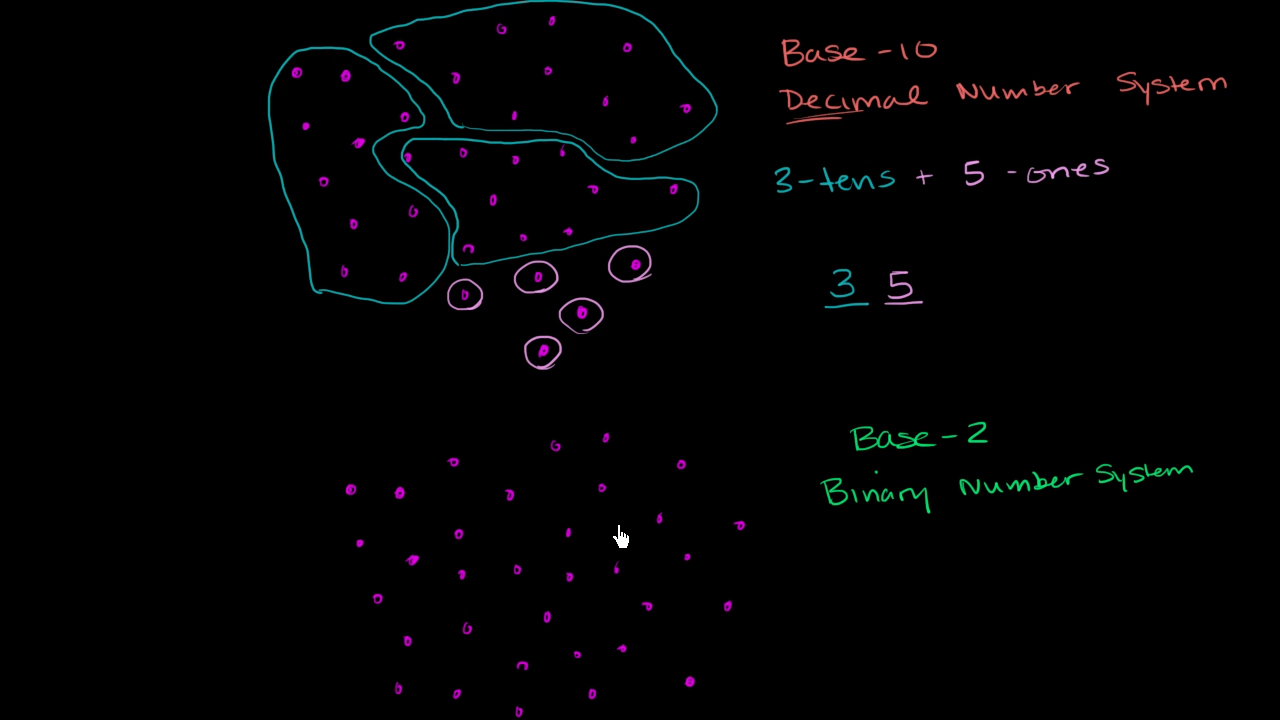 Base-10
Decimal Number System
3-tens + 5-ones
3 5
Base-2
Binary Number System